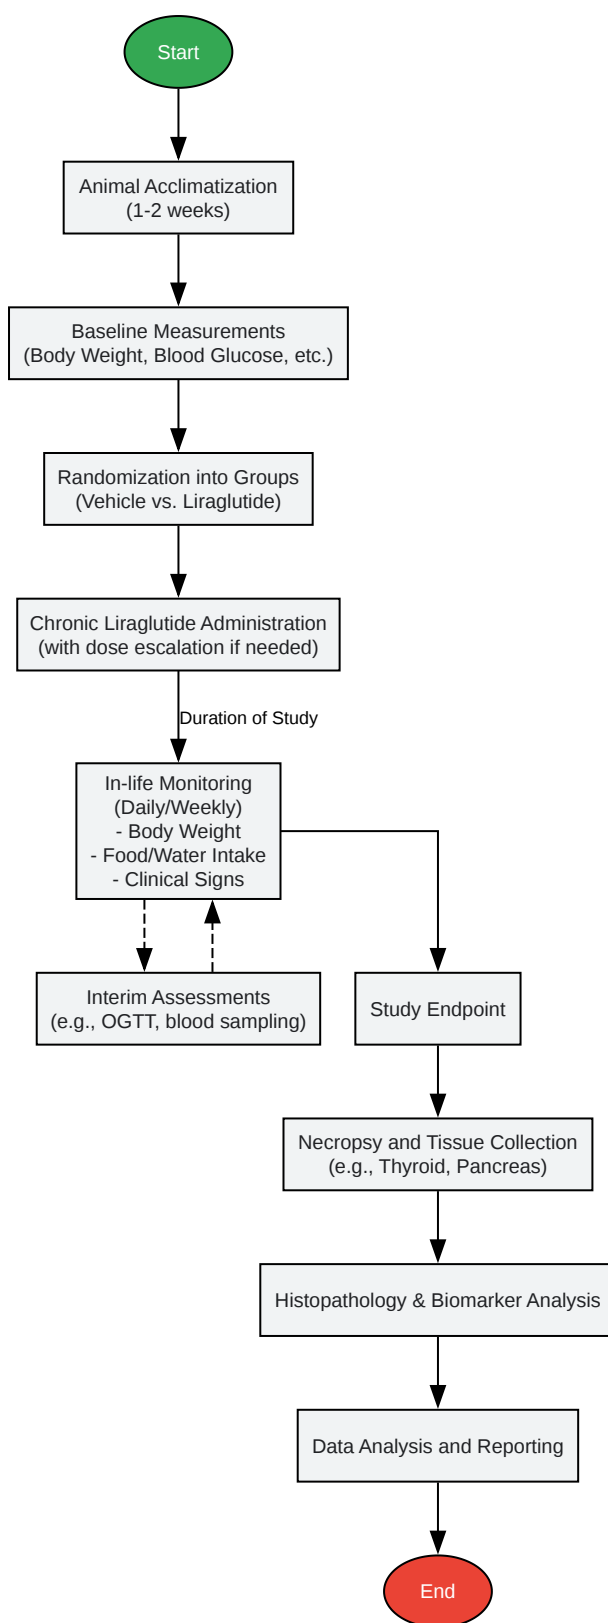 Start
Animal Acclimatization
(1-2 weeks)
Baseline Measurements
(Body Weight, Blood Glucose, etc.)
Randomization into Groups
(Vehicle vs. Liraglutide)
Chronic Liraglutide Administration
(with dose escalation if needed)
Duration of Study
In-life Monitoring
(Daily/Weekly)
- Body Weight
- Food/Water Intake
- Clinical Signs
Interim Assessments
(e.g., OGTT, blood sampling)
Study Endpoint
Necropsy and Tissue Collection
(e.g., Thyroid, Pancreas)
Histopathology & Biomarker Analysis
Data Analysis and Reporting
End